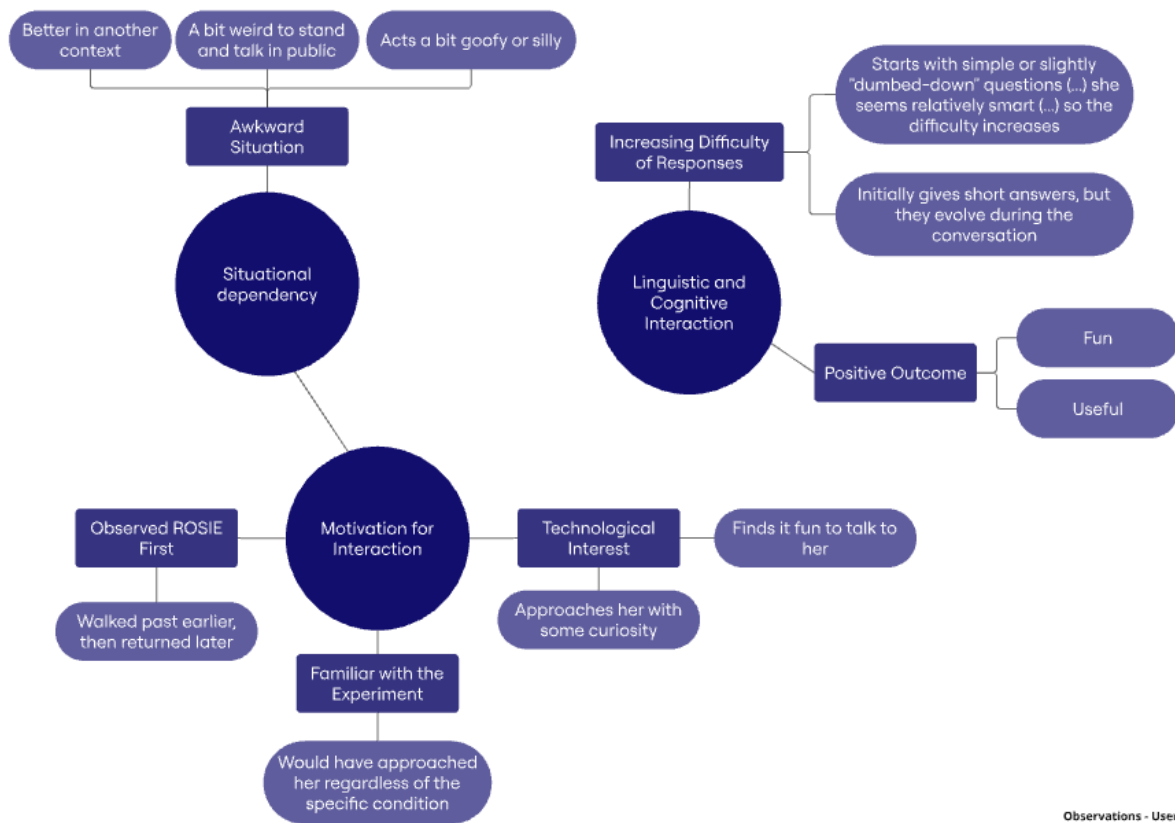 Better in another
context
A bit weird to stand
and talk in public
Acts a bit goofy or silly
Awkward
Situation
Situational
dependency
Starts with simple or slightly
"dumbed-down" questions (...) she
seems relatively smart (...) so the
difficulty increases
Increasing Difficulty
of Responses
Initially gives short answers, but
they evolve during the
conversation
Linguistic and
Cognitive
Interaction
Positive Outcome
Fun
Useful
Observed ROSIE
First
Walked past earlier,
then returned later
Motivation for
Interaction
Technological
Interest
Finds it fun to talk to
her
Approaches her with
some curiosity
Familiar with the
Experiment
Would have approached
her regardless of the
specific condition
Observations - Use